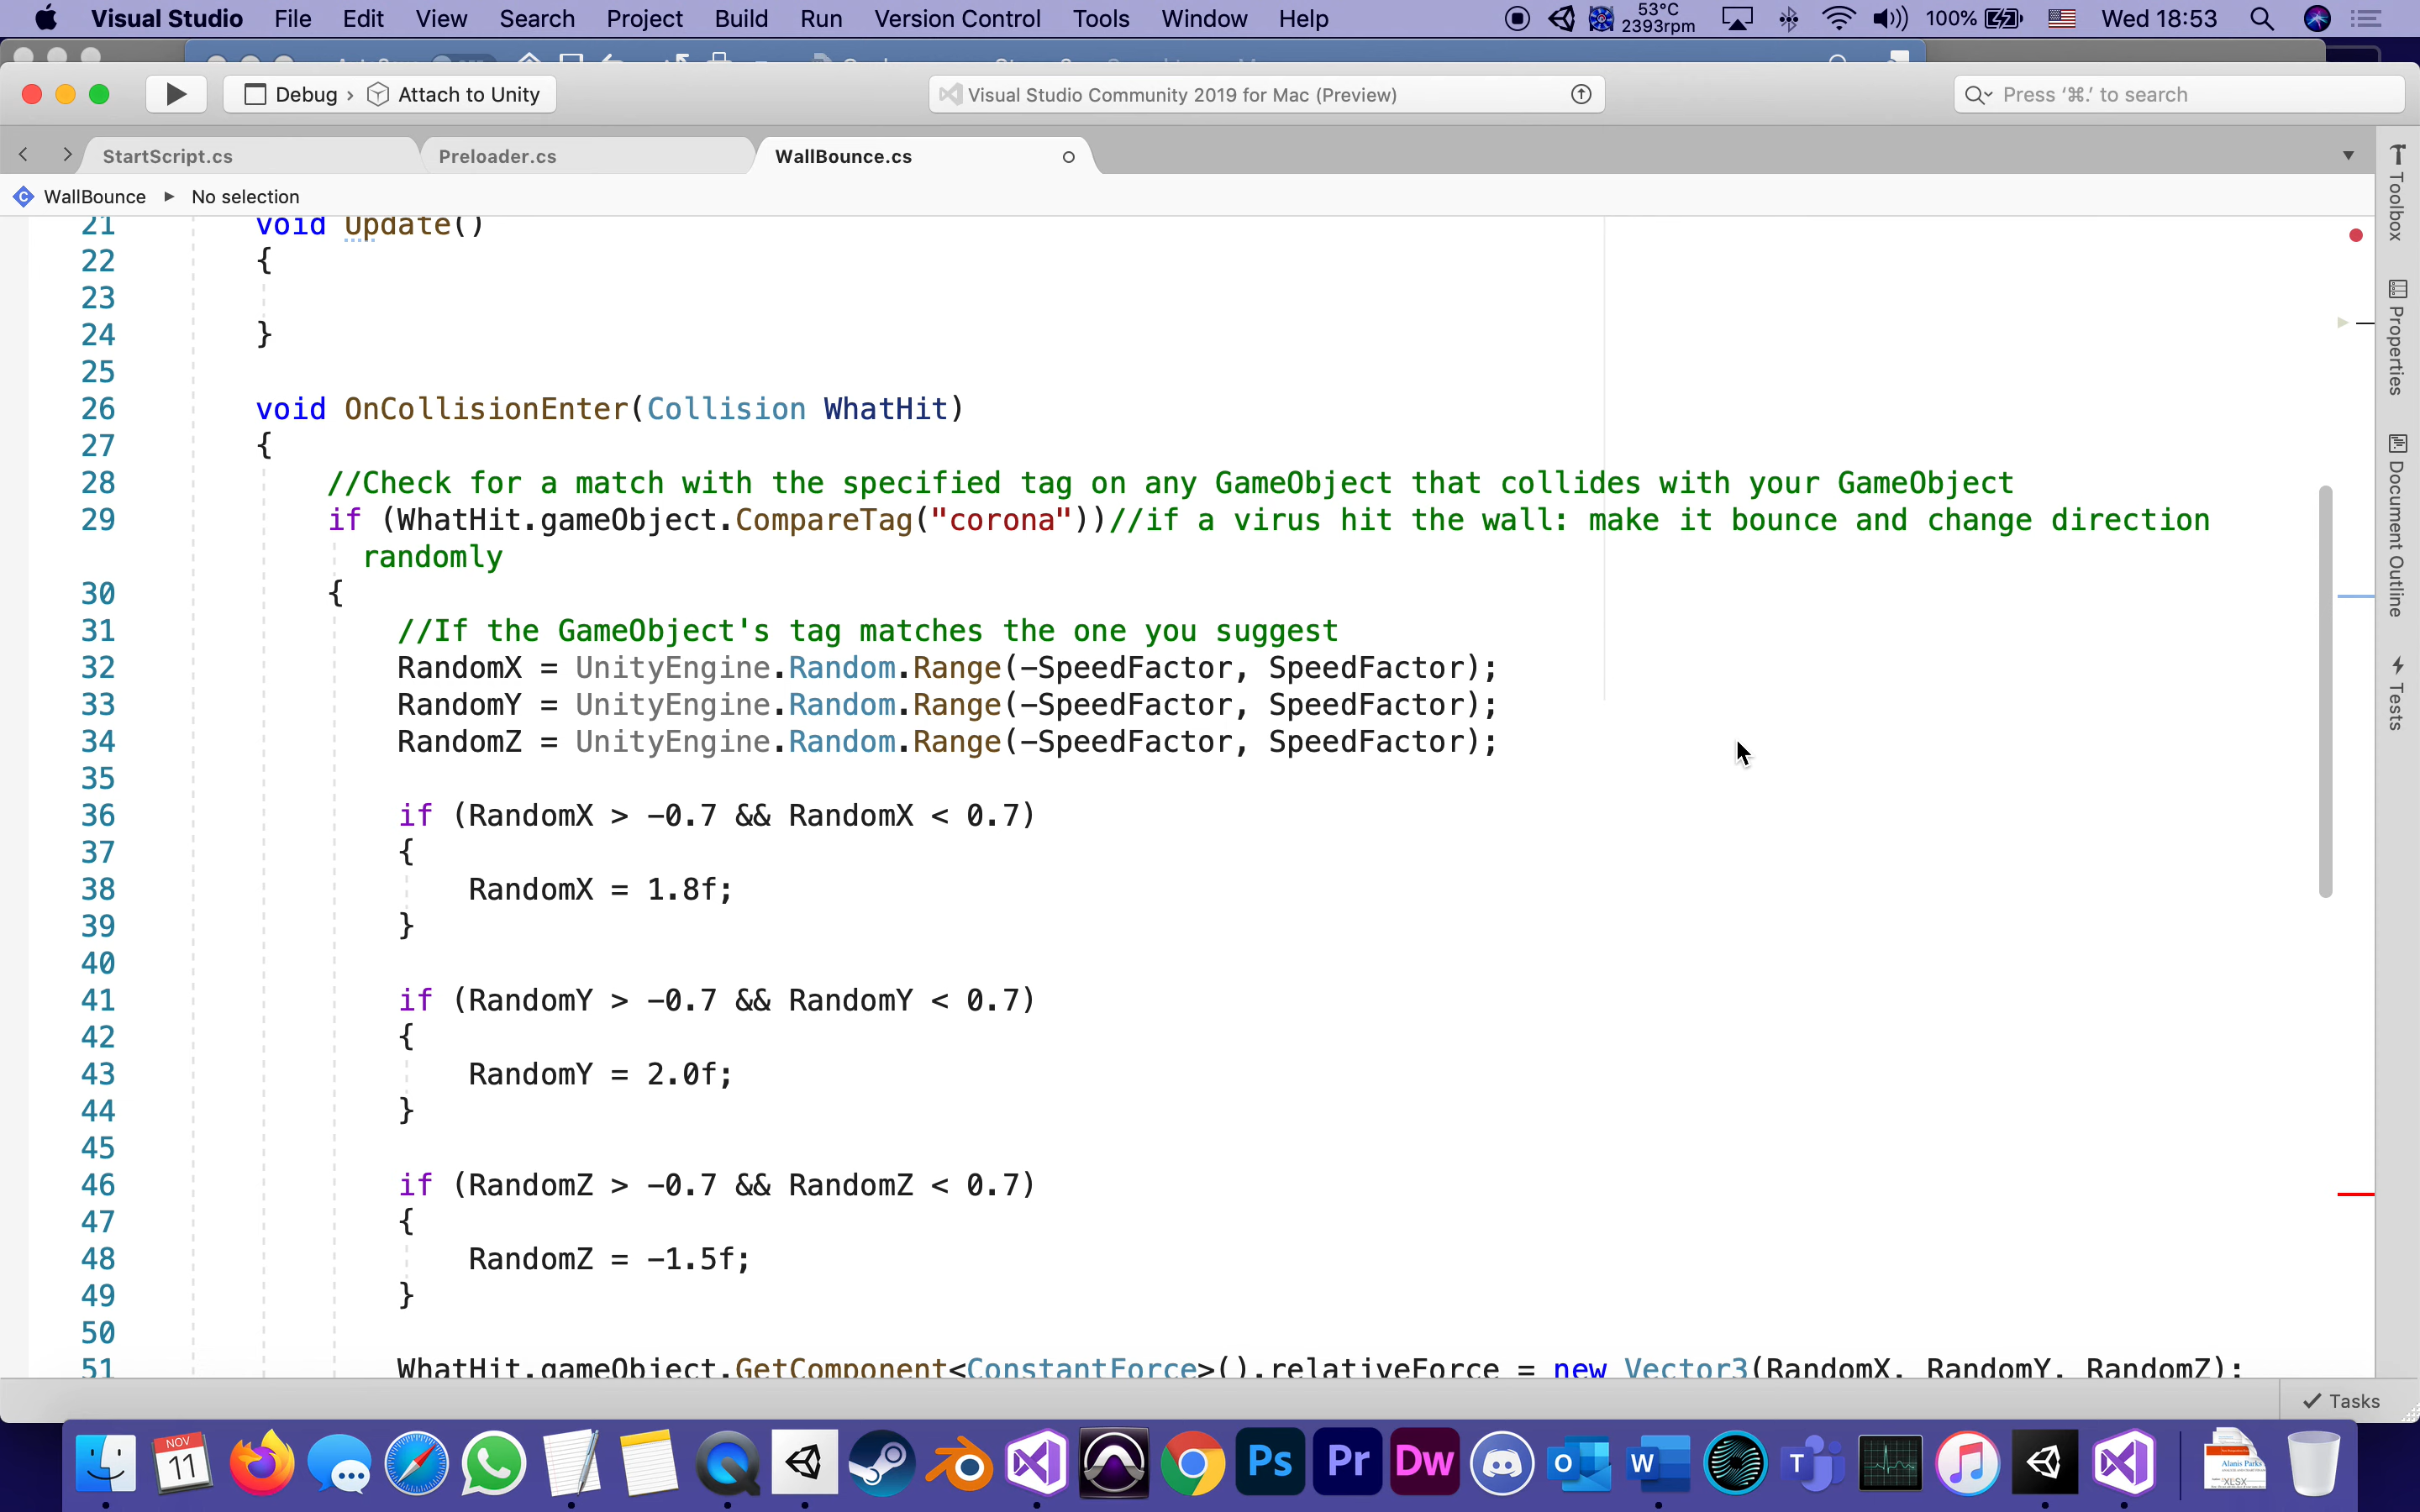 Visual Studio File Edit View Search Project Build Run Version Control Tools Window Help 53°C 2393rpm 100% Wed 18:53
Debug › Attach to Unity Visual Studio Community 2019 for Mac (Preview) Press ‘⌘.’ to search
StartScript.cs Preloader.cs WallBounce.cs
WallBounce ▸ No selection
21 void Update()
22 {
23
24 }
25
26 void OnCollisionEnter(Collision WhatHit)
27 {
28 //Check for a match with the specified tag on any GameObject that collides with your GameObject
29 if (WhatHit.gameObject.CompareTag("corona"))//if a virus hit the wall: make it bounce and change direction
randomly
30 {
31 //If the GameObject's tag matches the one you suggest
32 RandomX = UnityEngine.Random.Range(-SpeedFactor, SpeedFactor);
33 RandomY = UnityEngine.Random.Range(-SpeedFactor, SpeedFactor);
34 RandomZ = UnityEngine.Random.Range(-SpeedFactor, SpeedFactor);
35
36 if (RandomX > -0.7 && RandomX < 0.7)
37 {
38 RandomX = 1.8f;
39 }
40
41 if (RandomY > -0.7 && RandomY < 0.7)
42 {
43 RandomY = 2.0f;
44 }
45
46 if (RandomZ > -0.7 && RandomZ < 0.7)
47 {
48 RandomZ = -1.5f;
49 }
50
51 WhatHit.gameObject.GetComponent<ConstantForce>().relativeForce = new Vector3(RandomX, RandomY, RandomZ);
Toolbox
Properties
Document Outline
Tests
Tasks
NOV
11
Ps
Pr
Dw
O
W
T
Alanis Parks
XLSX